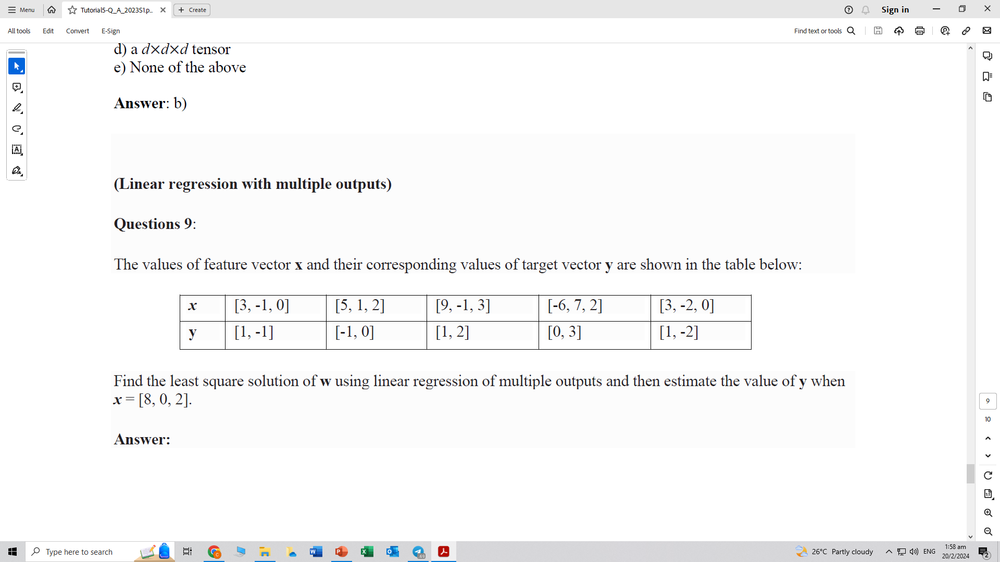 Menu
Tutorial5-Q_A_2023S1.p...
Create
Sign in
All tools
Edit
Convert
E-Sign
Find text or tools
d) a d×d×d tensor
e) None of the above
Answer: b)
(Linear regression with multiple outputs)
Questions 9:
The values of feature vector x and their corresponding values of target vector y are shown in the table below:
x [3, -1, 0] [5, 1, 2] [9, -1, 3] [-6, 7, 2] [3, -2, 0]
y [1, -1] [-1, 0] [1, 2] [0, 3] [1, -2]
Find the least square solution of w using linear regression of multiple outputs and then estimate the value of y when
x = [8, 0, 2].
Answer:
9
10
Type here to search
26°C Partly cloudy
ENG
1:58 am
20/2/2024
2